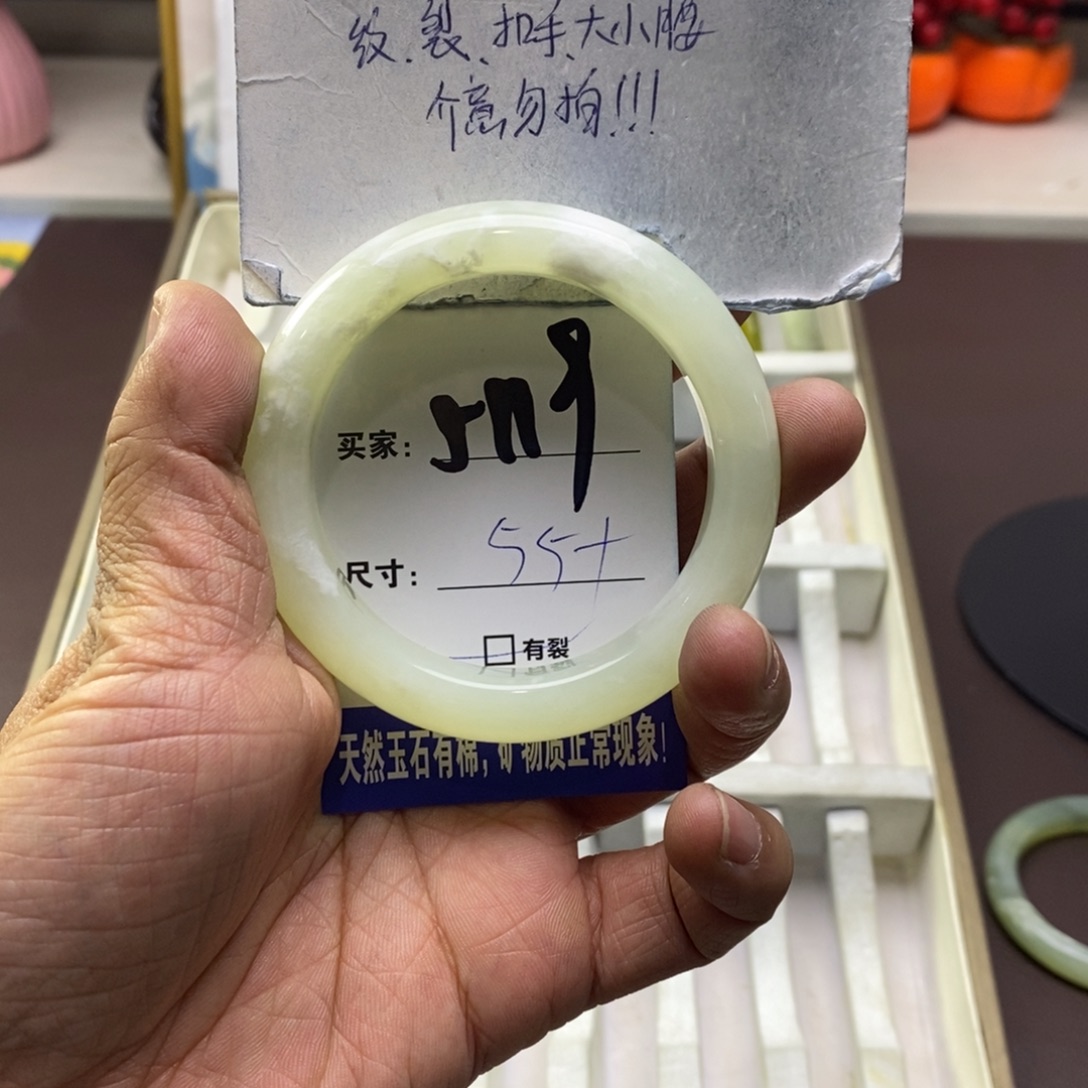 纹、裂、扣手、大小腰
介意勿拍!!!
买家:
尺寸: 55+
□有裂
天然玉石有棉,矿物质正常现象!